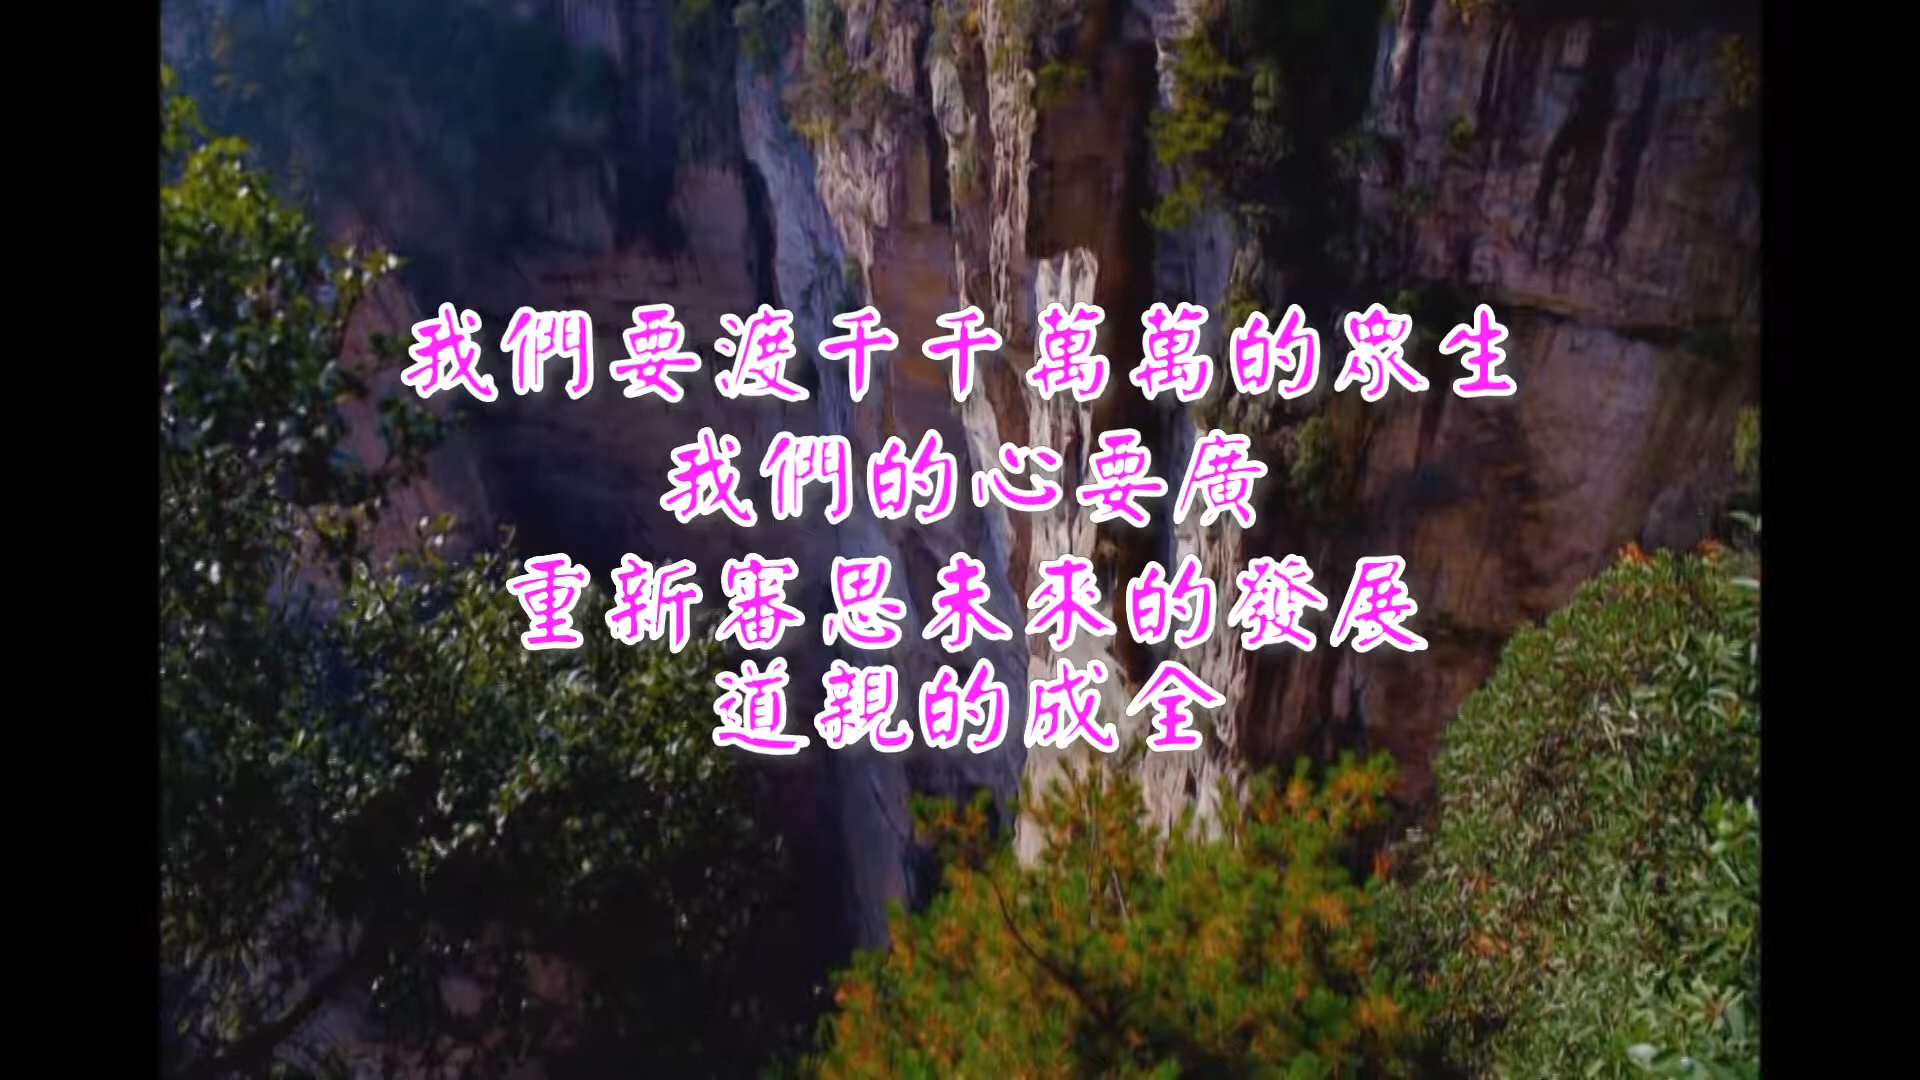 我們要渡千千萬萬的眾生
我們的心要廣
重新審思未來的發展
道親的成全